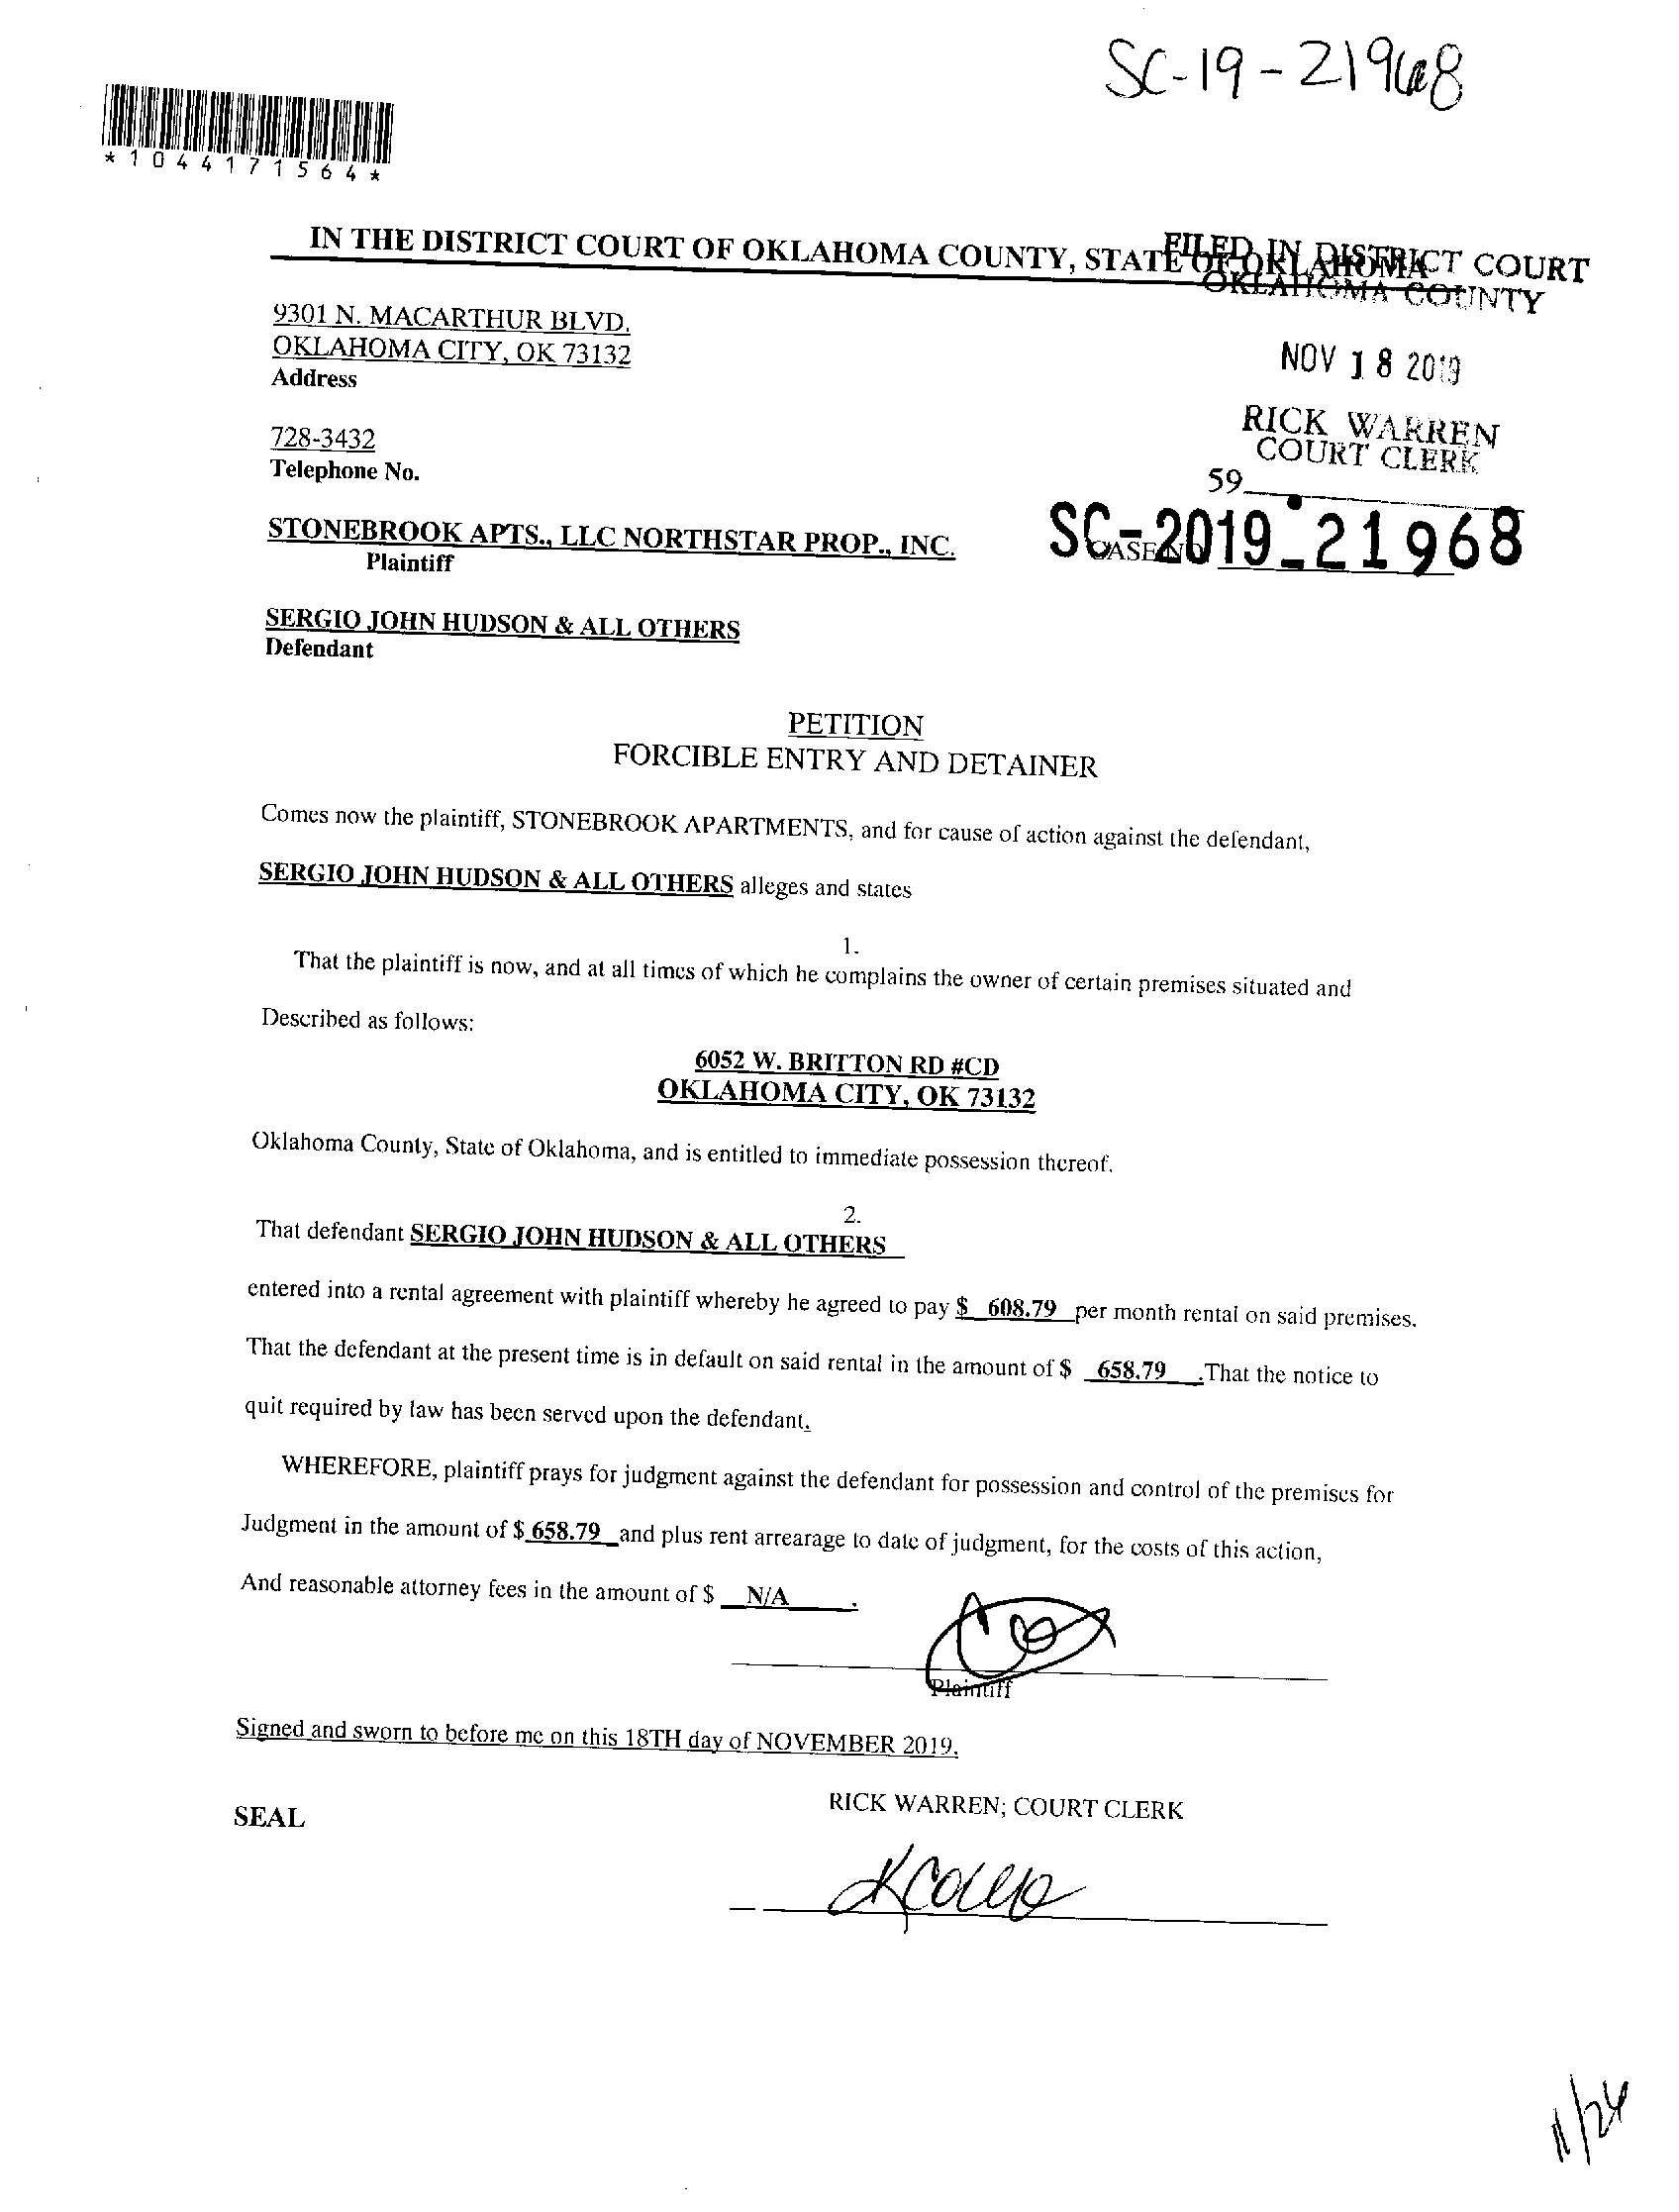 SC-19-21968
*1044171564*
IN THE DISTRICT COURT OF OKLAHOMA COUNTY, STATE OF OKLAHOMA
FILED IN DISTRICT COURT
OKLAHOMA COUNTY
9301 N. MACARTHUR BLVD.
OKLAHOMA CITY, OK 73132
Address
NOV 18 2019
RICK WARREN
COURT CLERK
728-3432
Telephone No.
59
STONEBROOK APTS., LLC NORTHSTAR PROP., INC.
Plaintiff
CASE NO
SC-2019-21968
SERGIO JOHN HUDSON & ALL OTHERS
Defendant
PETITION
FORCIBLE ENTRY AND DETAINER
Comes now the plaintiff, STONEBROOK APARTMENTS, and for cause of action against the defendant,
SERGIO JOHN HUDSON & ALL OTHERS alleges and states
1.
That the plaintiff is now, and at all times of which he complains the owner of certain premises situated and
Described as follows:
6052 W. BRITTON RD #CD
OKLAHOMA CITY, OK 73132
Oklahoma County, State of Oklahoma, and is entitled to immediate possession thereof.
2.
That defendant SERGIO JOHN HUDSON & ALL OTHERS
entered into a rental agreement with plaintiff whereby he agreed to pay $ 608.79 per month rental on said premises.
That the defendant at the present time is in default on said rental in the amount of $ 658.79 .That the notice to
quit required by law has been served upon the defendant.
WHEREFORE, plaintiff prays for judgment against the defendant for possession and control of the premises for
Judgment in the amount of $ 658.79 and plus rent arrearage to date of judgment, for the costs of this action,
And reasonable attorney fees in the amount of $ N/A .
Plaintiff
Signed and sworn to before me on this 18TH day of NOVEMBER 2019.
RICK WARREN; COURT CLERK
SEAL
11/24